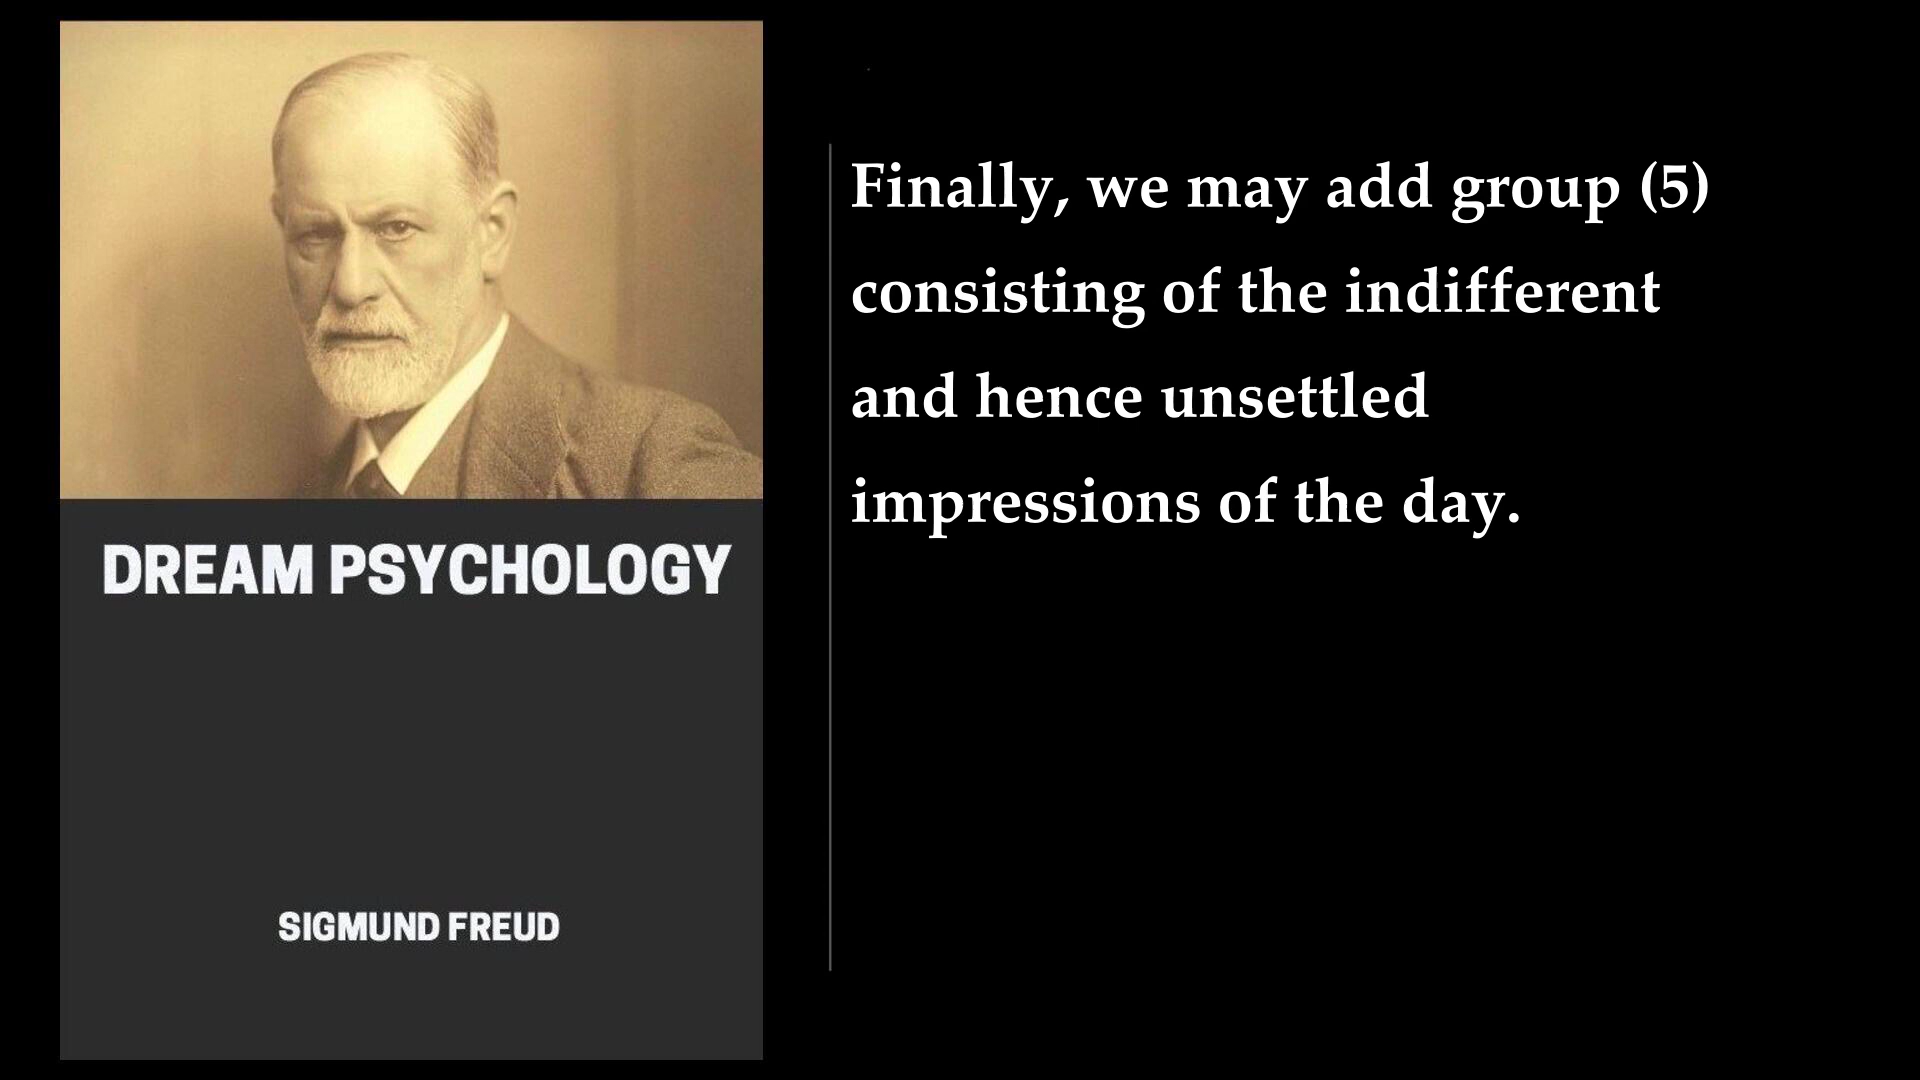 DREAM PSYCHOLOGY
SIGMUND FREUD
Finally, we may add group (5)
consisting of the indifferent
and hence unsettled
impressions of the day.